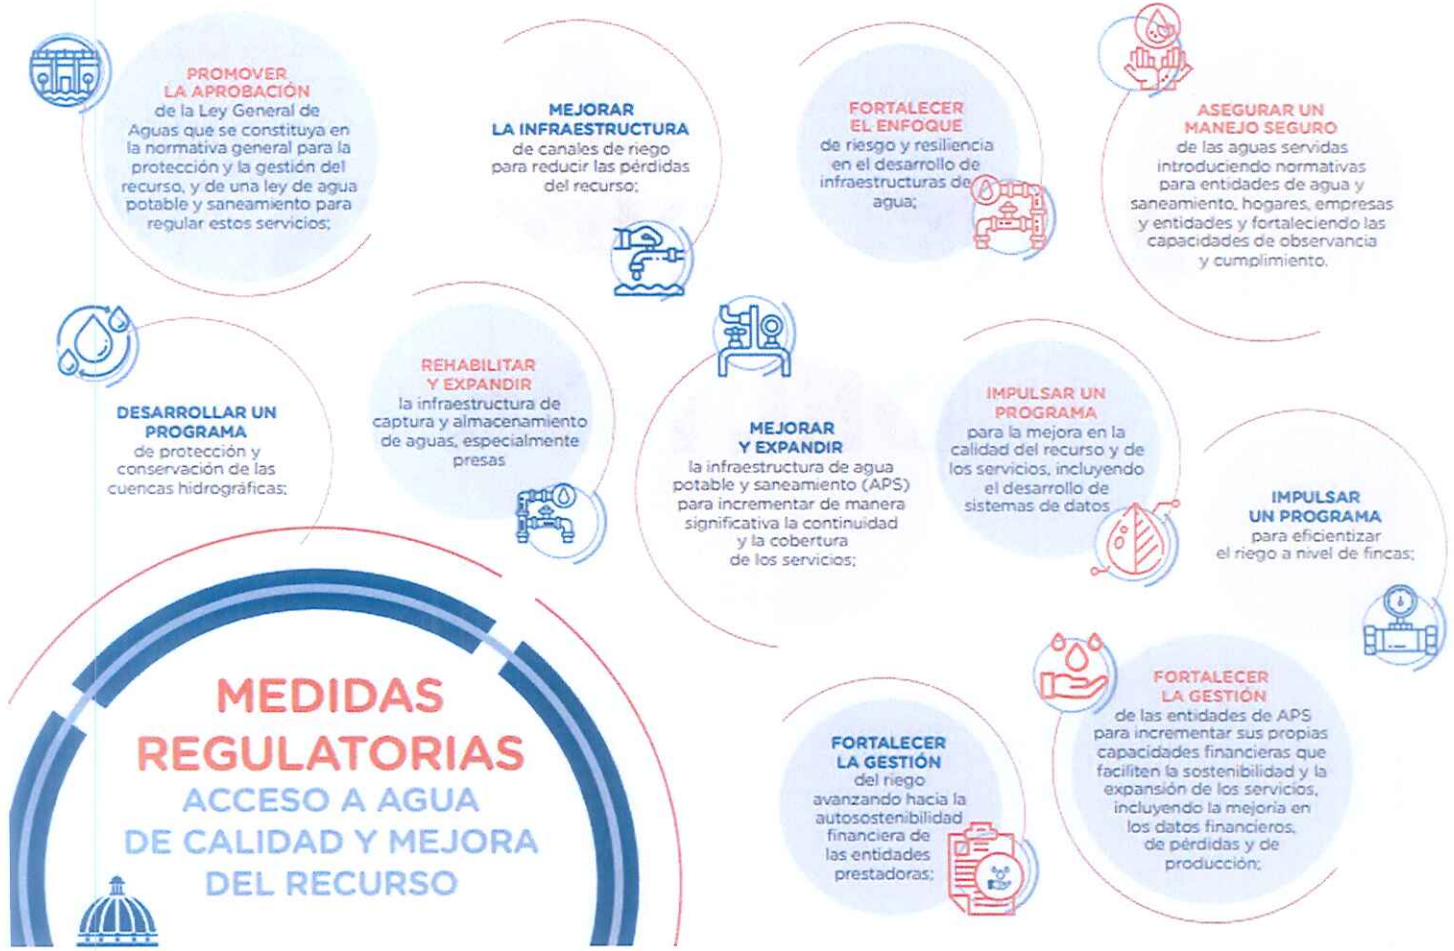 PROMOVER
LA APROBACIÓN
de la Ley General de
Aguas que se constituya en
la normativa general para la
protección y la gestión del
recurso, y de una ley de agua
potable y saneamiento para
regular estos servicios;
MEJORAR
LA INFRAESTRUCTURA
de canales de riego
para reducir las pérdidas
del recurso;
FORTALECER
EL ENFOQUE
de riesgo y resiliencia
en el desarrollo de
infraestructuras de
agua;
ASEGURAR UN
MANEJO SEGURO
de las aguas servidas
introduciendo normativas
para entidades de agua y
saneamiento, hogares, empresas
y entidades y fortaleciendo las
capacidades de observancia
y cumplimiento.
DESARROLLAR UN
PROGRAMA
de protección y
conservación de las
cuencas hidrográficas;
REHABILITAR
Y EXPANDIR
la infraestructura de
captura y almacenamiento
de aguas, especialmente
presas
MEJORAR
Y EXPANDIR
la infraestructura de agua
potable y saneamiento (APS)
para incrementar de manera
significativa la continuidad
y la cobertura
de los servicios;
IMPULSAR UN
PROGRAMA
para la mejora en la
calidad del recurso y de
los servicios, incluyendo
el desarrollo de
sistemas de datos
IMPULSAR
UN PROGRAMA
para eficientizar
el riego a nivel de fincas;
MEDIDAS
REGULATORIAS
ACCESO A AGUA
DE CALIDAD Y MEJORA
DEL RECURSO
FORTALECER
LA GESTIÓN
del riego
avanzando hacia la
autosostenibilidad
financiera de
las entidades
prestadoras;
FORTALECER
LA GESTIÓN
de las entidades de APS
para incrementar sus propias
capacidades financieras que
faciliten la sostenibilidad y la
expansión de los servicios,
incluyendo la mejoría en
los datos financieros,
de pérdidas y de
producción;